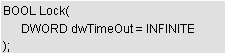 BOOL Lock(
DWORD dwTimeOut = INFINITE
);